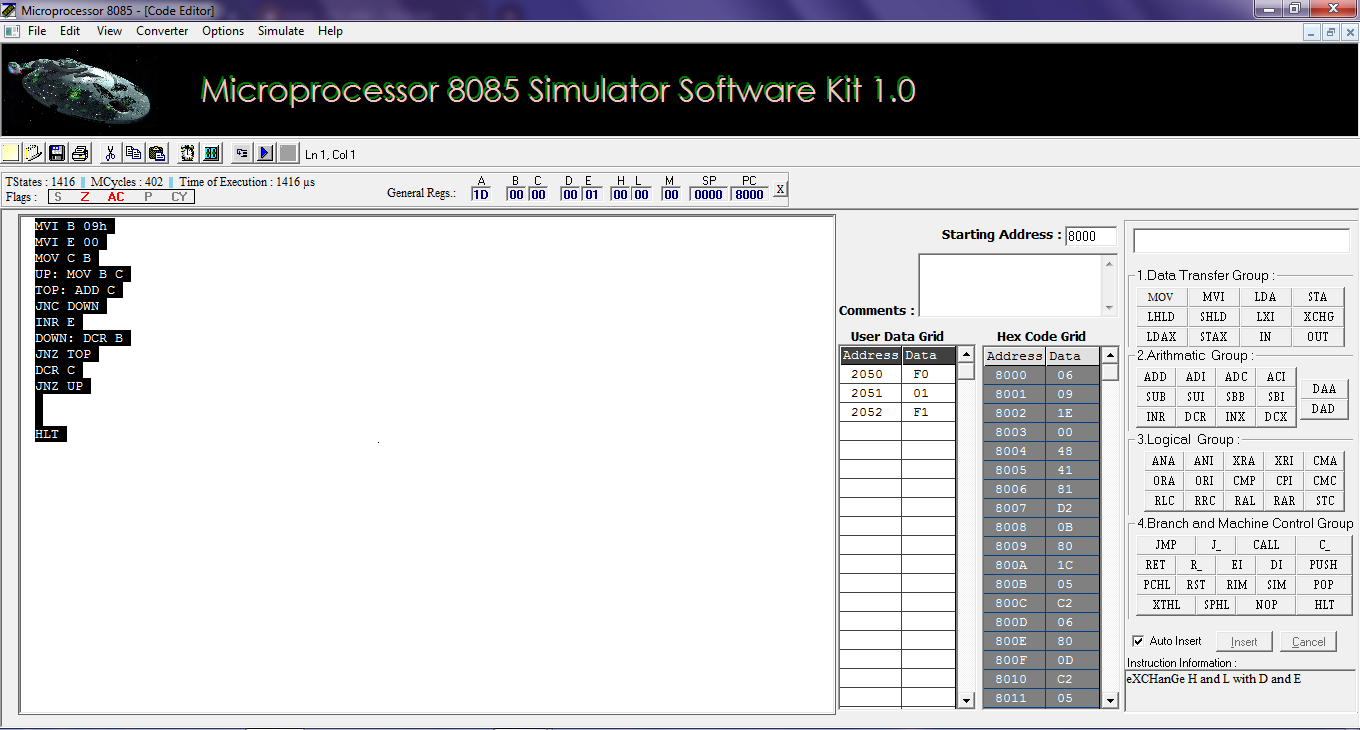 Microprocessor 8085 - [Code Editor]
File Edit View Converter Options Simulate Help
Microprocessor 8085 Simulator Software Kit 1.0
Ln 1, Col 1
TStates : 1416 MCycles : 402 Time of Execution : 1416 µs
Flags : S Z AC P CY
General Regs.:
A B C D E H L M SP PC
1D 00 00 00 01 00 00 00 0000 8000 X
MVI B 09h
MVI E 00
MOV C B
UP: MOV B C
TOP: ADD C
JNC DOWN
INR E
DOWN: DCR B
JNZ TOP
DCR C
JNZ UP
HLT
Starting Address : 8000
Comments :
User Data Grid
Address Data
2050 F0
2051 01
2052 F1
Hex Code Grid
Address Data
8000 06
8001 09
8002 1E
8003 00
8004 48
8005 41
8006 81
8007 D2
8008 0B
8009 80
800A 1C
800B 05
800C C2
800D 06
800E 80
800F 0D
8010 C2
8011 05
1.Data Transfer Group :
MOV MVI LDA STA
LHLD SHLD LXI XCHG
LDAX STAX IN OUT
2.Arithmatic Group :
ADD ADI ADC ACI
SUB SUI SBB SBI
INR DCR INX DCX
DAA
DAD
3.Logical Group :
ANA ANI XRA XRI CMA
ORA ORI CMP CPI CMC
RLC RRC RAL RAR STC
4.Branch and Machine Control Group
JMP J_ CALL C_
RET R_ EI DI PUSH
PCHL RST RIM SIM POP
XTHL SPHL NOP HLT
Auto Insert Insert Cancel
Instruction Information :
eXCHanGe H and L with D and E